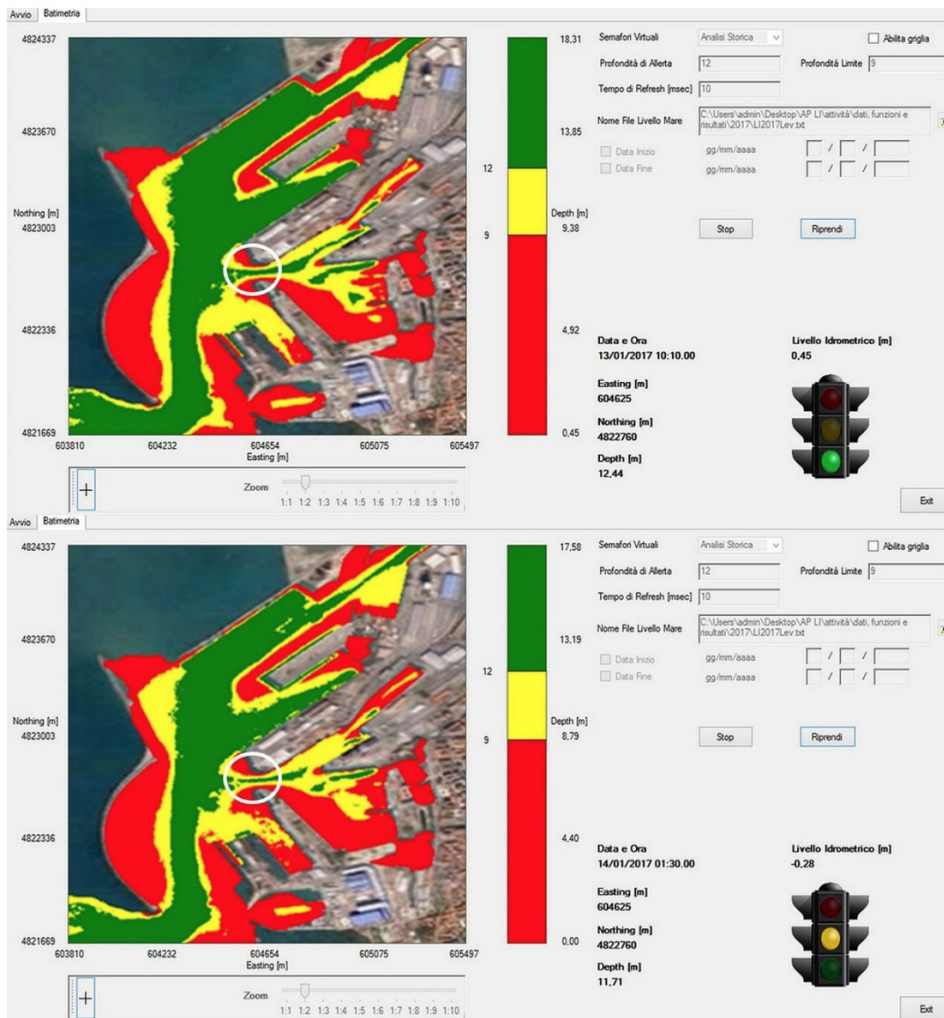 Avvio Batimetria
4824337
4823670
Northing [m]
4823003
4822336
4821669
603810 604232 604654 605075 605497
Easting [m]
Zoom
1:1 1:2 1:3 1:4 1:5 1:6 1:7 1:8 1:9 1:10
18,31
13,85
12
Depth [m]
9,38
9
4,92
0,45
Semafori Virtuali Analisi Storica Abilita griglia
Profondità di Allerta 12 Profondità Limite 9
Tempo di Refresh [msec] 10
Nome File Livello Mare C:\Users\admin\Desktop\AP LI\attività\dati, funzioni e
risultati\2017\LI2017Lev.txt
Data Inizio gg/mm/aaaa / /
Data Fine gg/mm/aaaa / /
Stop Riprendi
Data e Ora Livello Idrometrico [m]
13/01/2017 10:10.00 0,45
Easting [m]
604625
Northing [m]
4822760
Depth [m]
12,44
Exit
Avvio Batimetria
4824337
4823670
Northing [m]
4823003
4822336
4821669
603810 604232 604654 605075 605497
Easting [m]
Zoom
1:1 1:2 1:3 1:4 1:5 1:6 1:7 1:8 1:9 1:10
17,58
13,19
12
Depth [m]
9
8,79
4,40
0,00
Semafori Virtuali Analisi Storica Abilita griglia
Profondità di Allerta 12 Profondità Limite 9
Tempo di Refresh [msec] 10
Nome File Livello Mare C:\Users\admin\Desktop\AP LI\attività\dati, funzioni e
risultati\2017\LI2017Lev.txt
Data Inizio gg/mm/aaaa / /
Data Fine gg/mm/aaaa / /
Stop Riprendi
Data e Ora Livello Idrometrico [m]
14/01/2017 01:30.00 -0,28
Easting [m]
604625
Northing [m]
4822760
Depth [m]
11,71
Exit